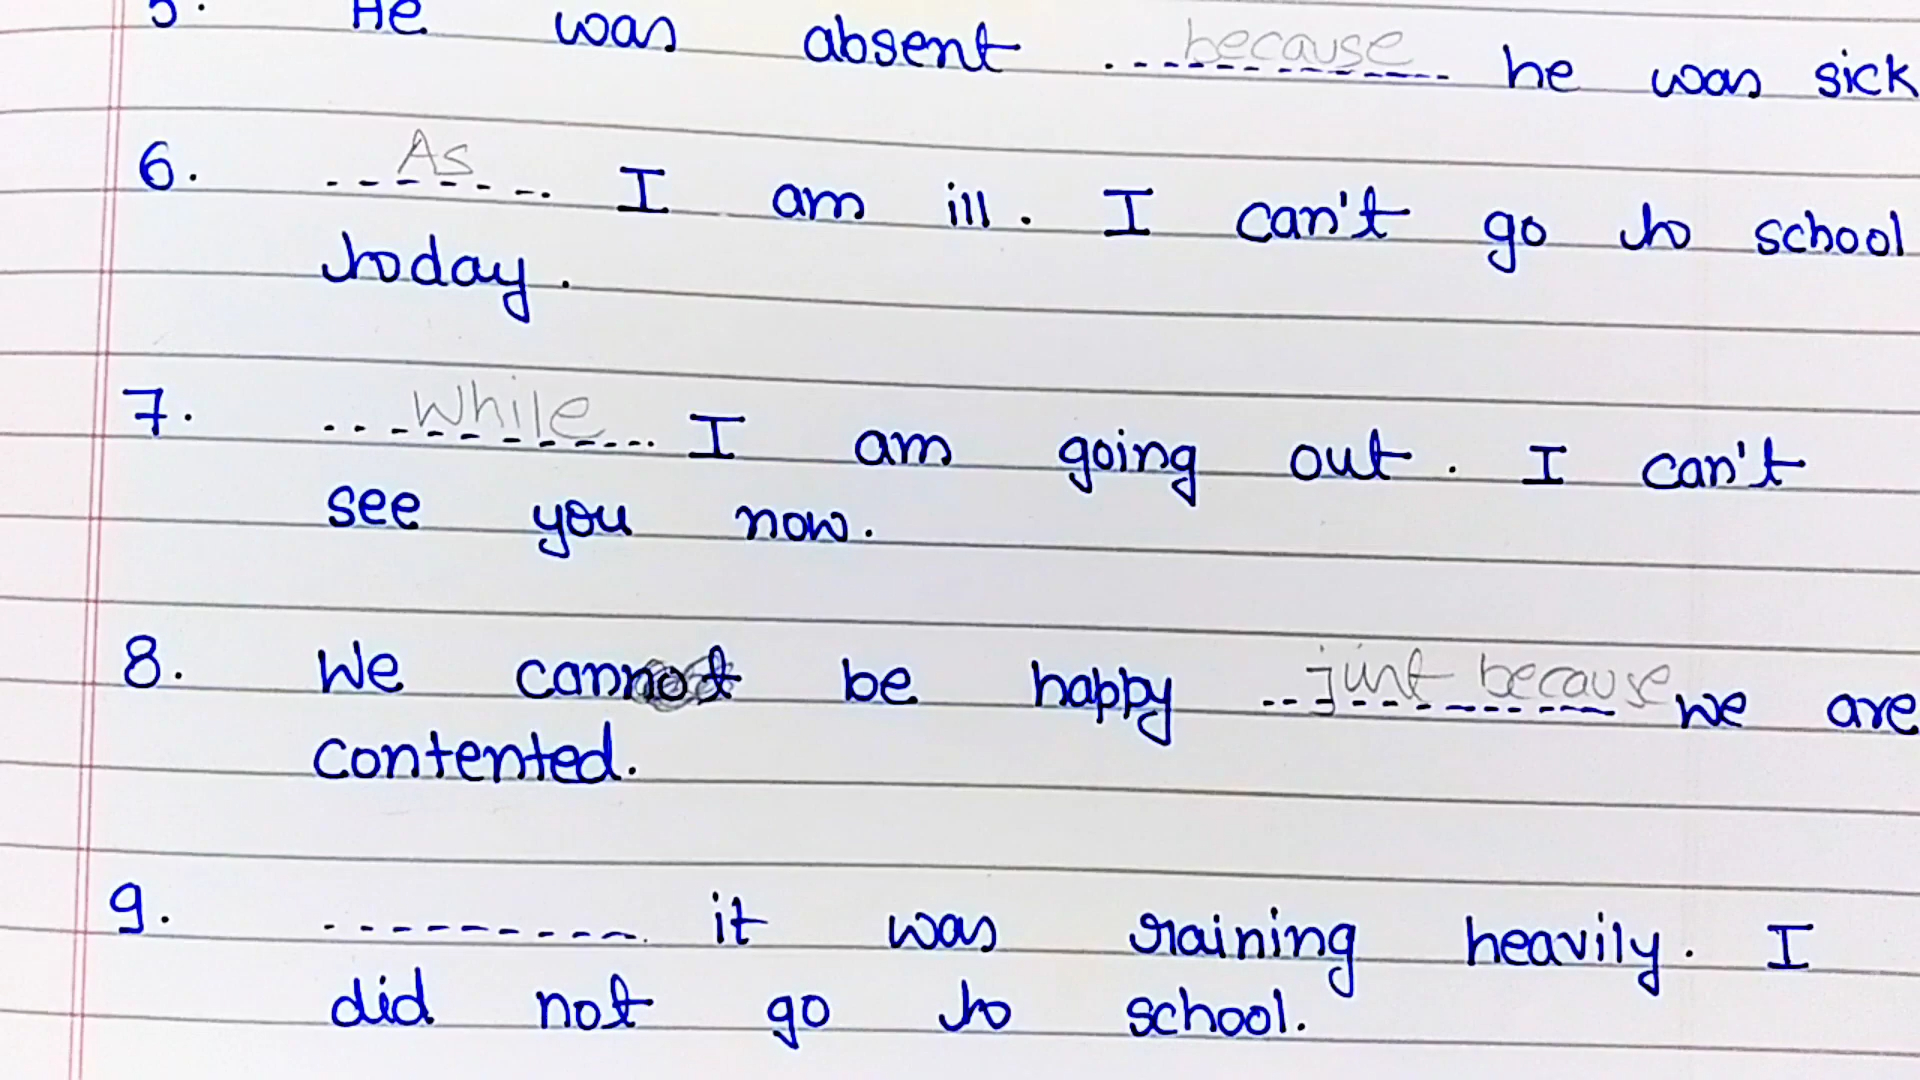 5. He was absent ..because.. he was sick
6. ..As.. I am ill. I can't go to school
today.
7. ...while... I am going out. I can't
see you now.
8. We cannot be happy ..just because we are
contented.
9. .......... it was raining heavily. I
did not go to school.